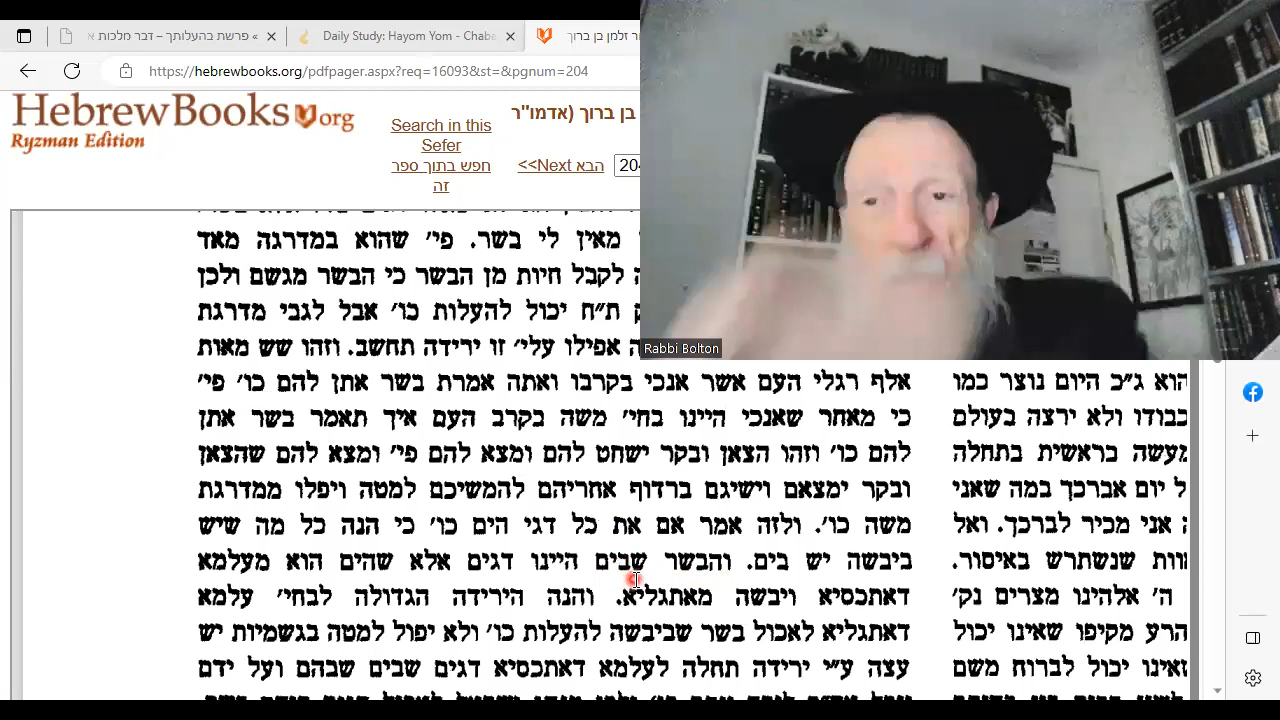 » פרשת בהעלותך – דבר מלכות א
Daily Study: Hayom Yom - Chaba
ר זלמן בן ברוך
https://hebrewbooks.org/pdfpager.aspx?req=16093&st=&pgnum=204
HebrewBooks.org
Ryzman Edition
Search in this
Sefer
חפש בתוך ספר
זה
בן ברוך (אדמו"ר
<<Next הבא
204
Rabbi Bolton
מאין לי בשר. פי׳ שהוא במדרגה מאד
לקבל חיות מן הבשר כי הבשר מגשם ולכן
ת״ח יכול להעלות כו׳ אבל לגבי מדרגת
אפילו עלי׳ זו ירידה תחשב. וזהו שש מאות
אלף רגלי העם אשר אנכי בקרבו ואתה אמרת בשר אתן להם כו׳ פי׳
כי מאחר שאנכי היינו בחי׳ משה בקרב העם איך תאמר בשר אתן
להם כו׳ וזהו הצאן ובקר ישחט להם ומצא להם פי׳ ומצא להם שהצאן
ובקר ימצאם וישיגם ברדוף אחריהם להמשיכם למטה ויפלו ממדרגת
משה כו׳. ולזה אמר אם את כל דגי הים כו׳ כי הנה כל מה שיש
ביבשה יש בים. והבשר שבים היינו דגים אלא שהים הוא מעלמא
דאתכסיא ויבשה מאתגליא. והנה הירידה הגדולה לבחי׳ עלמא
דאתגליא לאכול בשר שביבשה להעלות כו׳ ולא יפול למטה בגשמיות יש
עצה ע״י ירידה תחלה לעלמא דאתכסיא דגים שבים שבהם ועל ידם
הוא ג״כ היום נוצר כמו
כבודו ולא ירצה בעולם
מעשה בראשית בתחלה
ל יום אברכך במה שאני
אני מכיר לברכך. ואל
וות שנשתרש באיסור.
ה׳ אלהינו מצרים נק׳
הרע מקיפו שאינו יכול
שאינו יכול לברוח משם